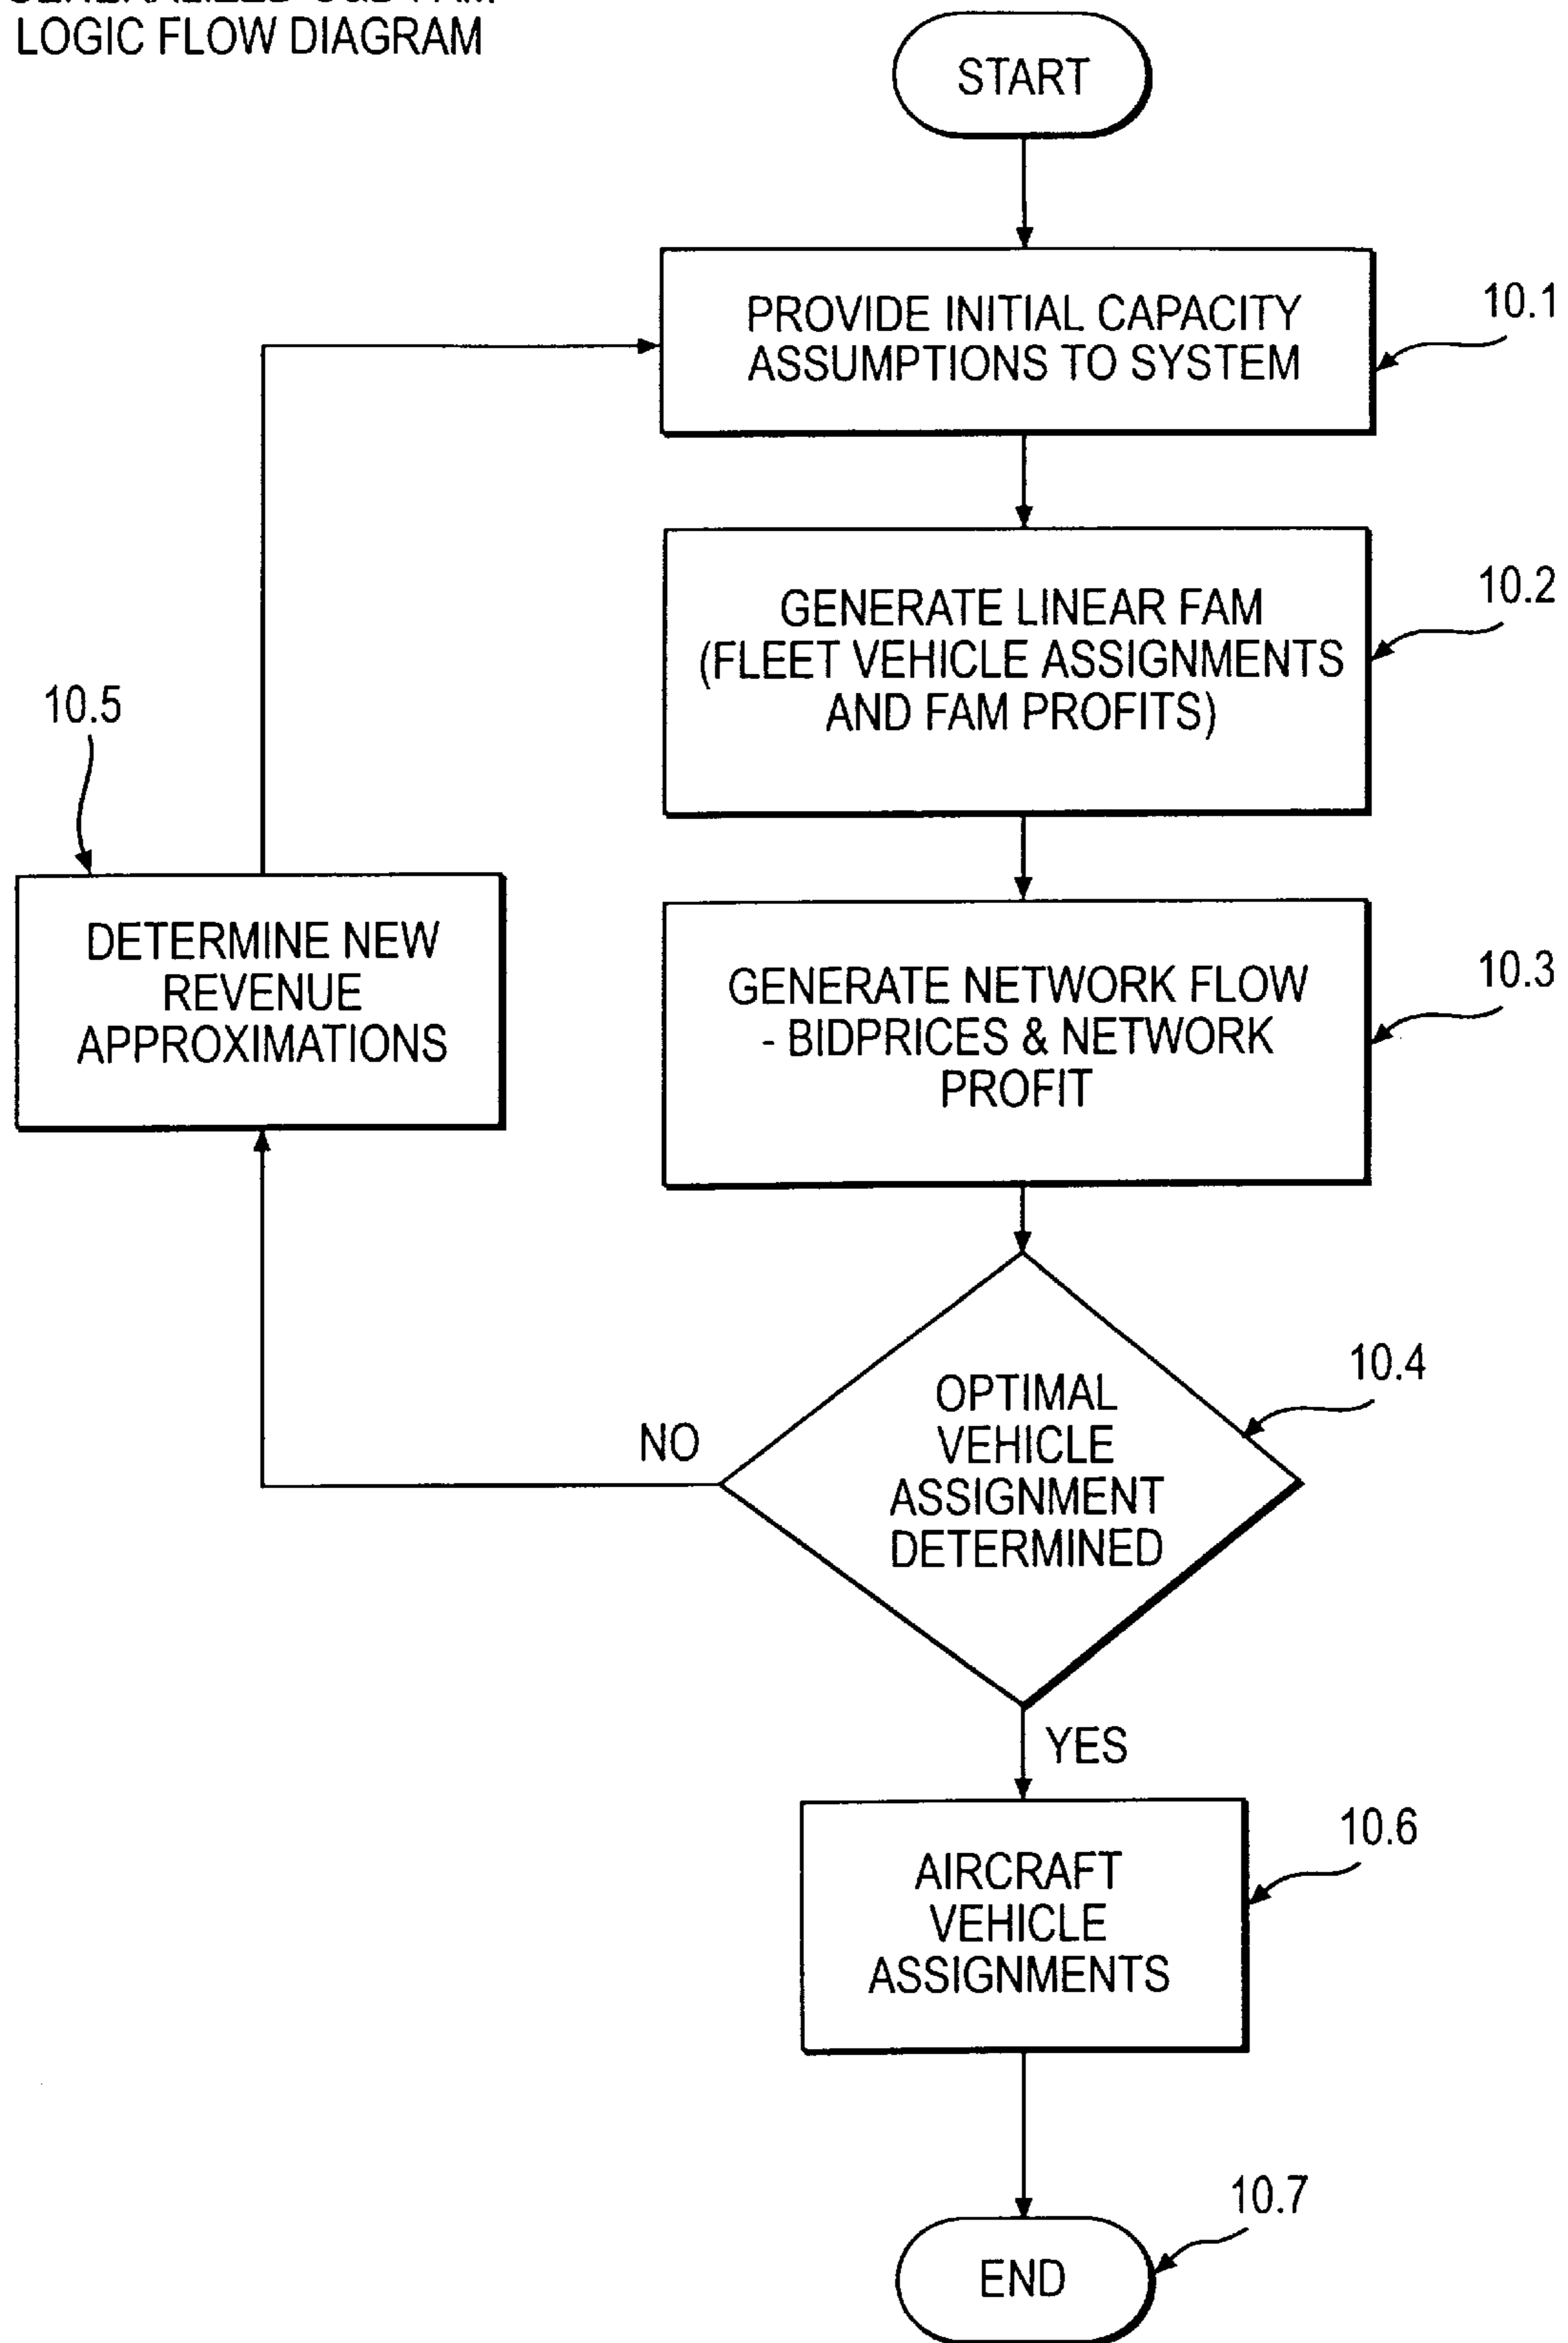 LOGIC FLOW DIAGRAM
START
PROVIDE INITIAL CAPACITY
ASSUMPTIONS TO SYSTEM
10.1
GENERATE LINEAR FAM
(FLEET VEHICLE ASSIGNMENTS
AND FAM PROFITS)
10.2
10.5
DETERMINE NEW
REVENUE
APPROXIMATIONS
GENERATE NETWORK FLOW
- BIDPRICES & NETWORK
PROFIT
10.3
OPTIMAL
VEHICLE
ASSIGNMENT
DETERMINED
10.4
NO
YES
AIRCRAFT
VEHICLE
ASSIGNMENTS
10.6
END
10.7